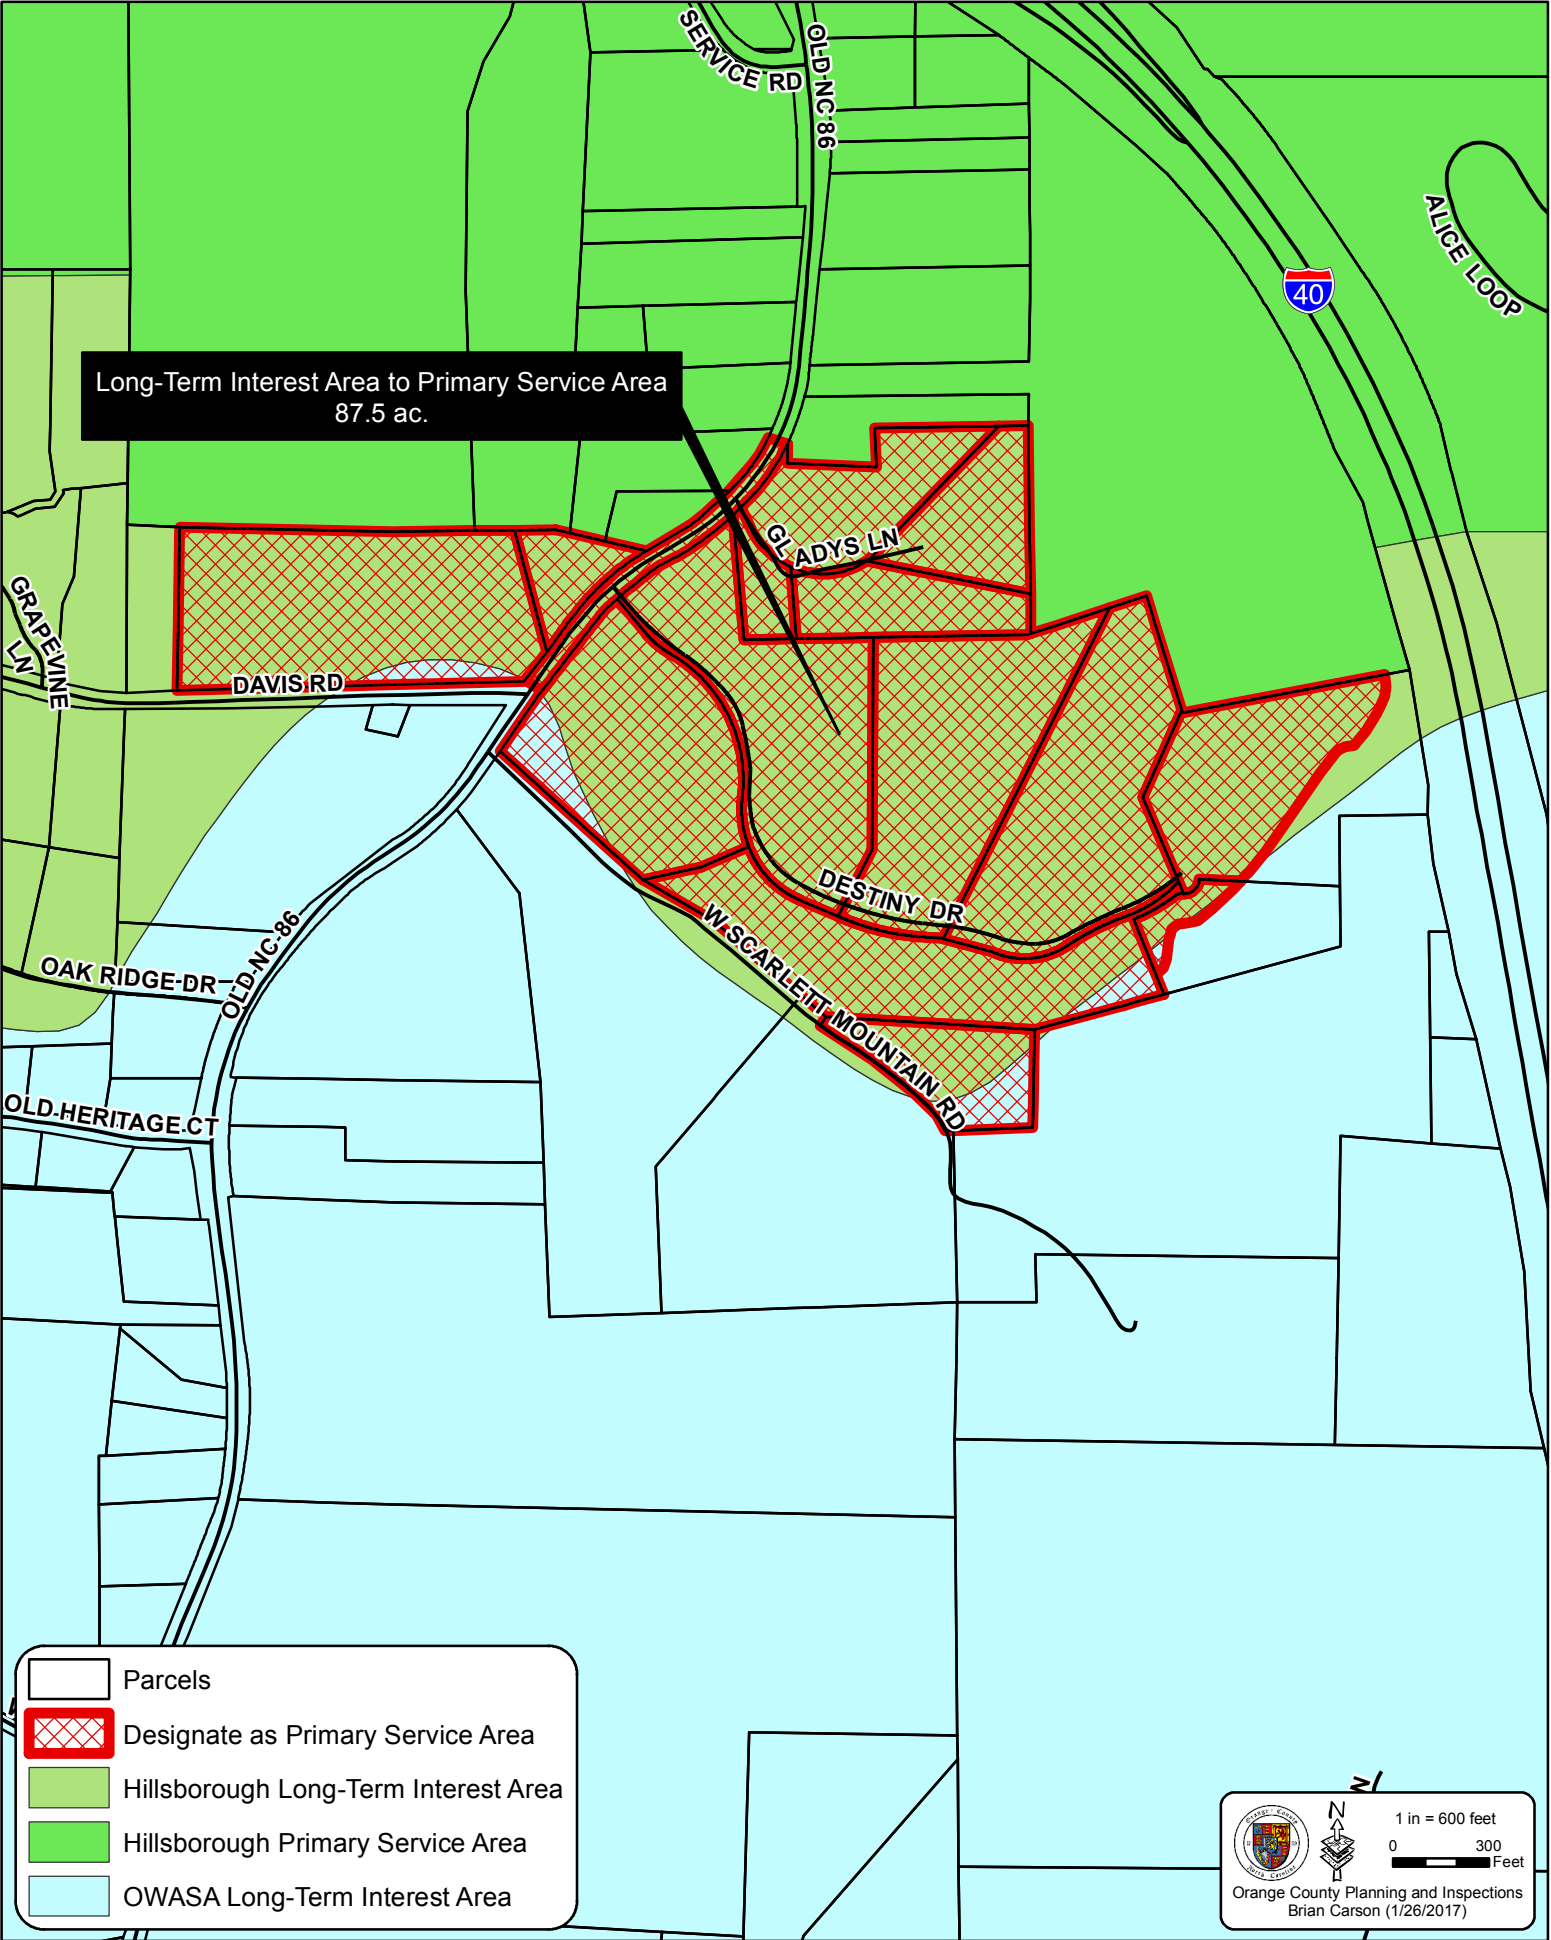 SERVICE RD
OLD NC 86
ALICE LOOP
40
Long-Term Interest Area to Primary Service Area
87.5 ac.
GLADYS LN
GRAPEVINE
LN
DAVIS RD
DESTINY DR
W SCARLETT MOUNTAIN RD
OLD NC 86
OAK RIDGE DR
OLD HERITAGE CT
Parcels
Designate as Primary Service Area
Hillsborough Long-Term Interest Area
Hillsborough Primary Service Area
OWASA Long-Term Interest Area
N
Orange County
North Carolina
N
1 in = 600 feet
0 300
Feet
Orange County Planning and Inspections
Brian Carson (1/26/2017)